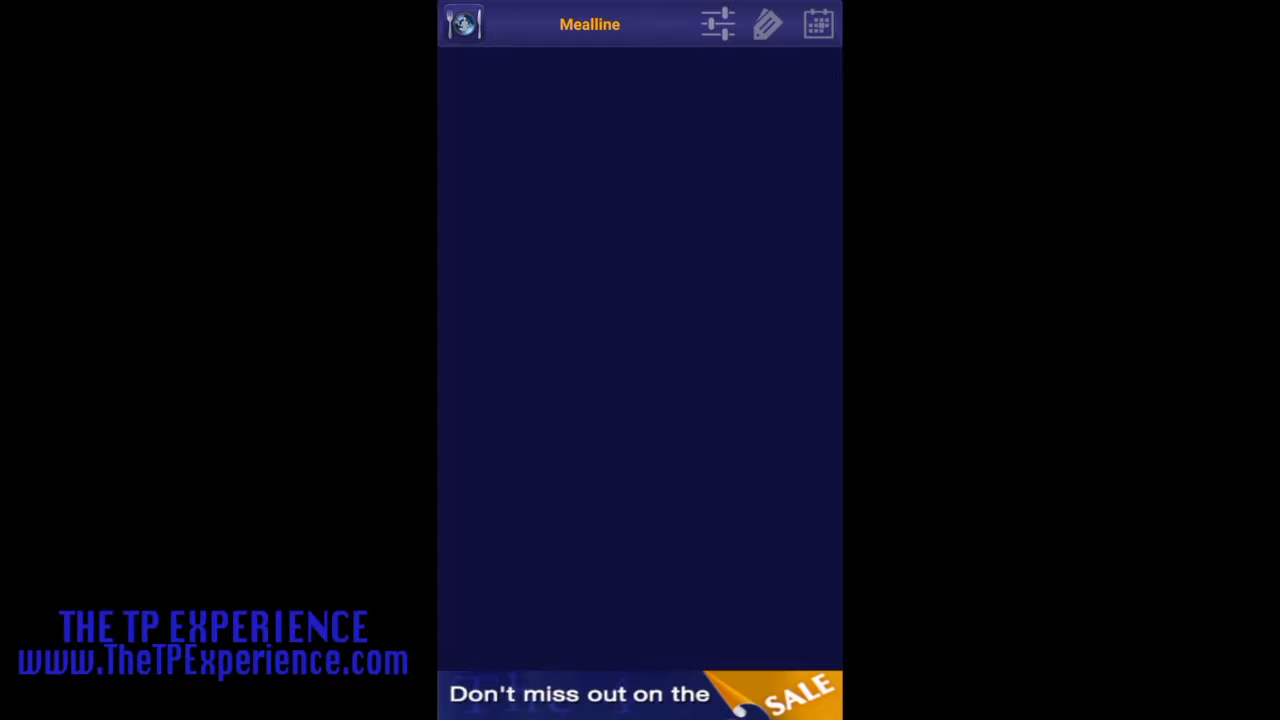 Mealline
THE TP EXPERIENCE
www.TheTPExperience.com
Don't miss out on the
SALE